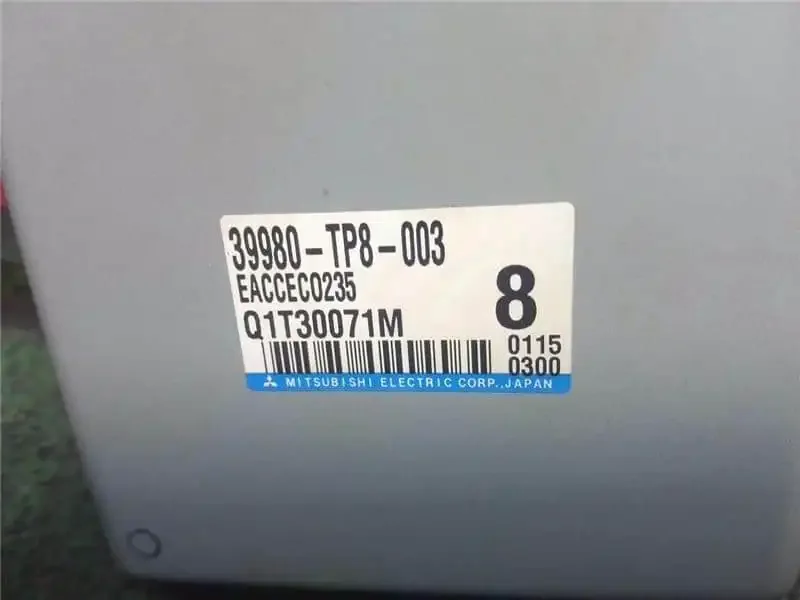 39980-TP8-003
EACCEC0235
Q1T30071M
8
0115
0300
MITSUBISHI ELECTRIC CORP., JAPAN